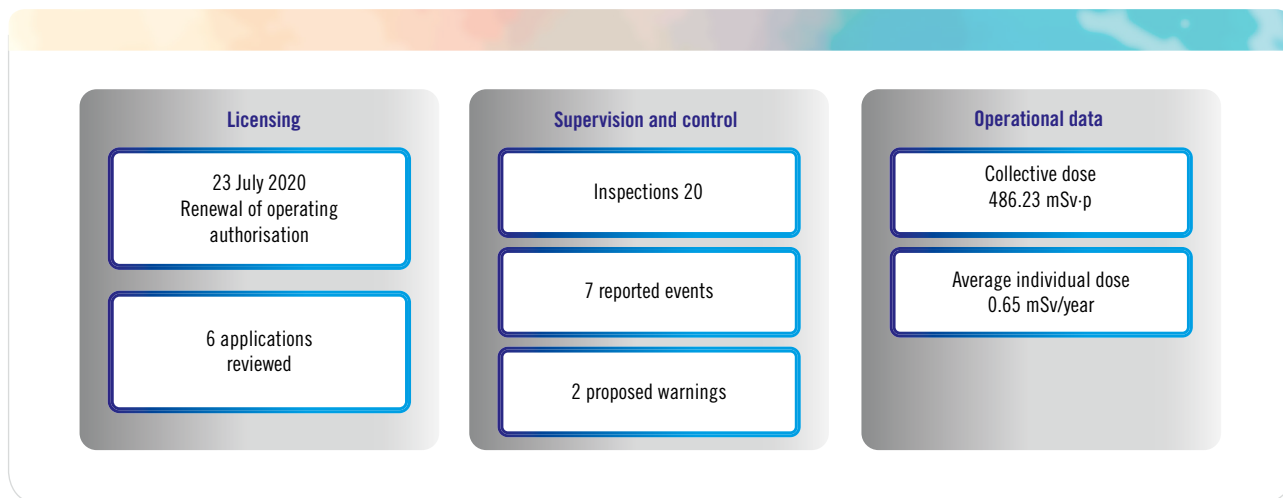 Licensing
23 July 2020
Renewal of operating
authorisation
6 applications
reviewed
Supervision and control
Inspections 20
7 reported events
2 proposed warnings
Operational data
Collective dose
486.23 mSv·p
Average individual dose
0.65 mSv/year